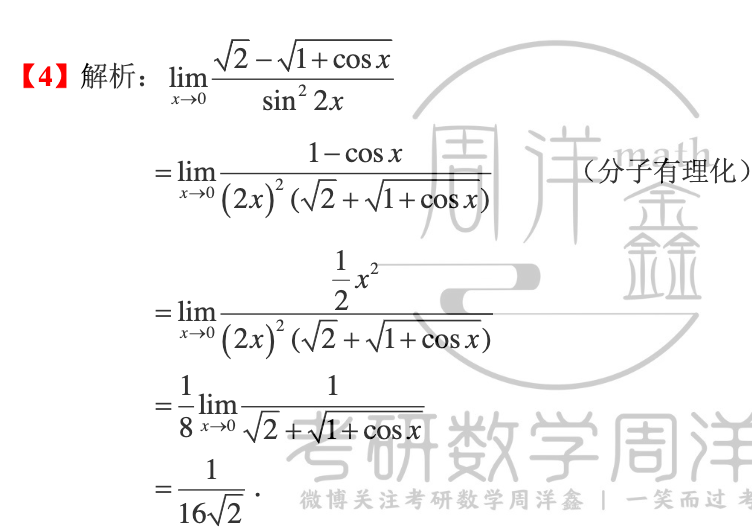 【4】解析： lim_{x→0} \frac{\sqrt{2}-\sqrt{1+\cos x}}{\sin^2 2x}
=lim_{x→0} \frac{1-\cos x}{(2x)^2(\sqrt{2}+\sqrt{1+\cos x})} （分子有理化）
=lim_{x→0} \frac{\frac{1}{2}x^2}{(2x)^2(\sqrt{2}+\sqrt{1+\cos x})}
=\frac{1}{8} lim_{x→0} \frac{1}{\sqrt{2}+\sqrt{1+\cos x}}
=\frac{1}{16\sqrt{2}}.
周洋鑫
math
考研数学周洋
微博关注考研数学周洋鑫 | 一笑而过 考